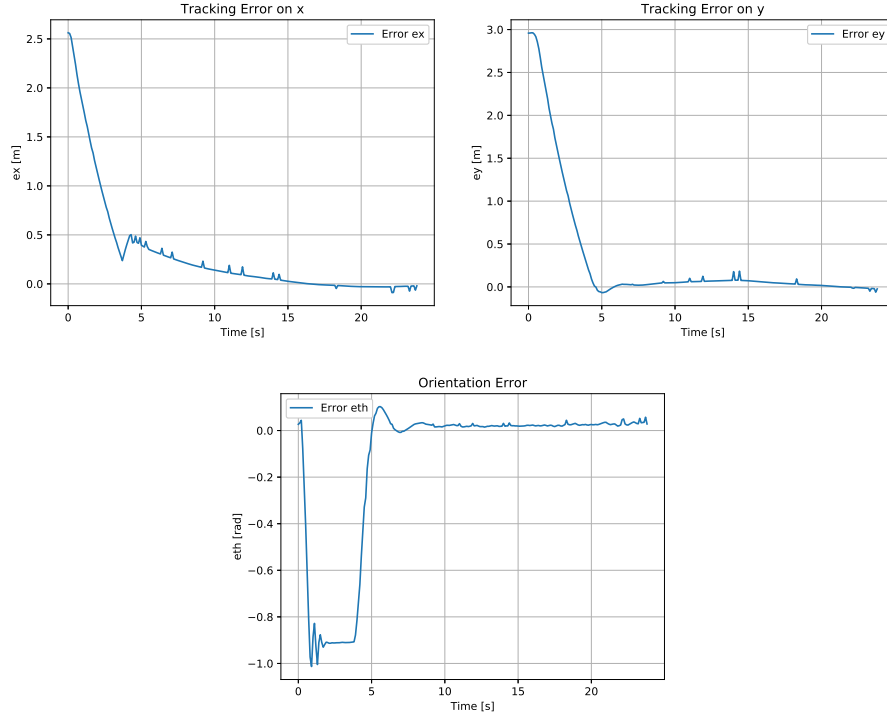 Tracking Error on x
Error ex
2.5
2.0
1.5
1.0
0.5
0.0
ex [m]
0 5 10 15 20
Time [s]
Tracking Error on y
Error ey
3.0
2.5
2.0
1.5
1.0
0.5
0.0
ey [m]
0 5 10 15 20
Time [s]
Orientation Error
Error eth
0.0
−0.2
−0.4
−0.6
−0.8
−1.0
eth [rad]
0 5 10 15 20
Time [s]